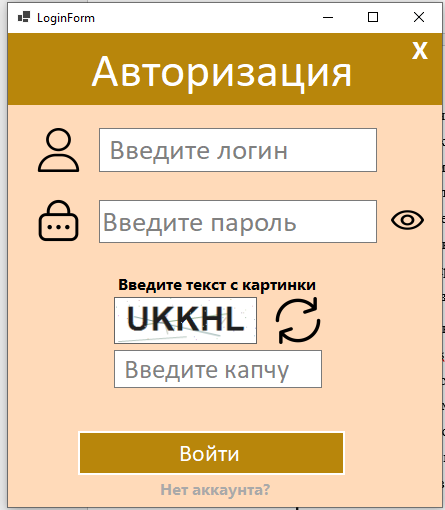 LoginForm
X
Авторизация
Введите логин
Введите пароль
Введите текст с картинки
UKKHL
Введите капчу
Войти
Нет аккаунта?